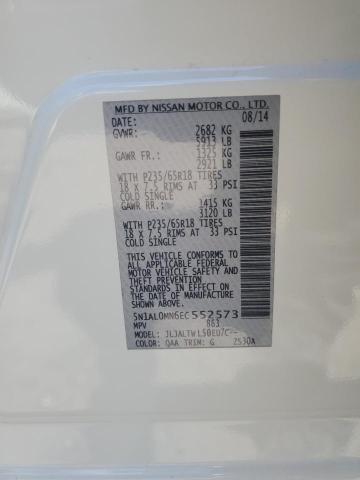 MFD BY NISSAN MOTOR CO., LTD.
DATE: 08/14
GVWR: 2682 KG
5913 LB
GAWR FR.: 1325 KG
2921 LB
WITH P235/65R18 TIRES
18 X 7.5 RIMS AT 33 PSI
COLD SINGLE
GAWR RR.: 1415 KG
3120 LB
WITH P235/65R18 TIRES
18 X 7.5 RIMS AT 33 PSI
COLD SINGLE
THIS VEHICLE CONFORMS
TO ALL APPLICABLE FEDERAL
MOTOR VEHICLE SAFETY
AND THEFT PREVENTION
STANDARDS IN EFFECT ON
THE DATE OF MANUFACTURE
SHOWN ABOVE.
5N1AL0MN6EC552573
MPV 863
MODEL:
COLOR: QAA TRIM: G 2530A